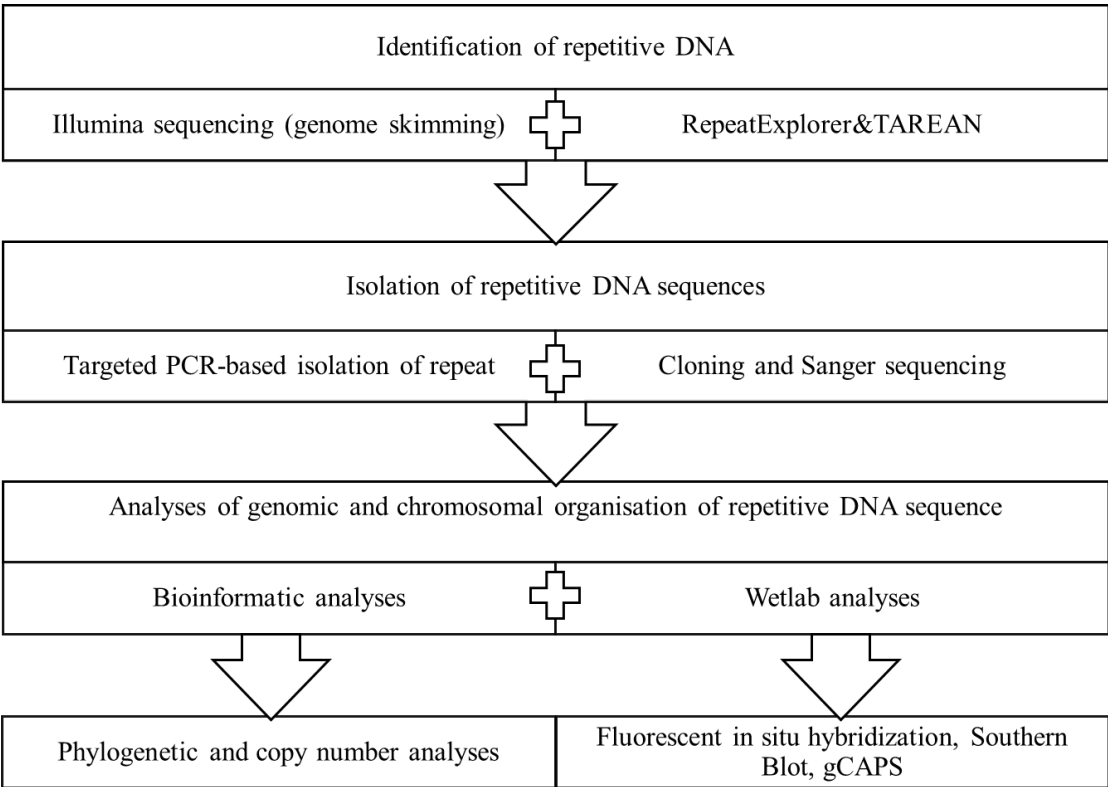 Identification of repetitive DNA
Illumina sequencing (genome skimming)
RepeatExplorer&TAREAN
Isolation of repetitive DNA sequences
Targeted PCR-based isolation of repeat
Cloning and Sanger sequencing
Analyses of genomic and chromosomal organisation of repetitive DNA sequence
Bioinformatic analyses
Wetlab analyses
Phylogenetic and copy number analyses
Fluorescent in situ hybridization, Southern
Blot, gCAPS